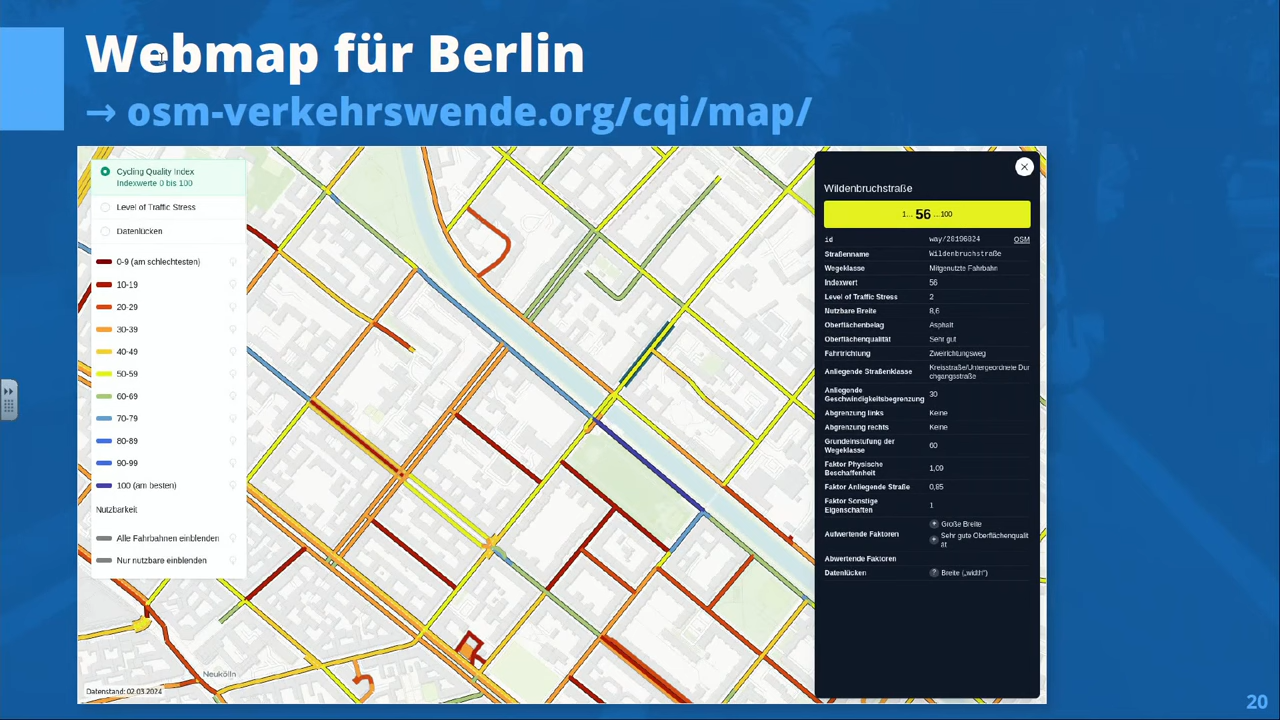 Webmap für Berlin
→ osm-verkehrswende.org/cqi/map/
Cycling Quality Index
Indexwerte 0 bis 100
Level of Traffic Stress
Datenlücken
0-9 (am schlechtesten)
10-19
20-29
30-39
40-49
50-59
60-69
70-79
80-89
90-99
100 (am besten)
Nutzbarkeit
Alle Fahrbahnen einblenden
Nur nutzbare einblenden
Neukölln
Datenstand: 02.03.2024
Wildenbruchstraße
1... 56 ...100
id way/26196024 OSM
Straßenname Wildenbruchstraße
Wegeklasse Mitgenutzte Fahrbahn
Indexwert 56
Level of Traffic Stress 2
Nutzbare Breite 8,6
Oberflächenbelag Asphalt
Oberflächenqualität Sehr gut
Fahrtrichtung Zweirichtungsweg
Anliegende Straßenklasse Kreisstraße/Untergeordnete Dur
chgangsstraße
Anliegende
Geschwindigkeitsbegrenzung 30
Abgrenzung links Keine
Abgrenzung rechts Keine
Grundeinstufung der
Wegeklasse 60
Faktor Physische
Beschaffenheit 1,09
Faktor Anliegende Straße 0,85
Faktor Sonstige
Eigenschaften 1
Aufwertende Faktoren + Große Breite
+ Sehr gute Oberflächenqualit
ät
Abwertende Faktoren
Datenlücken ? Breite („width“)
20